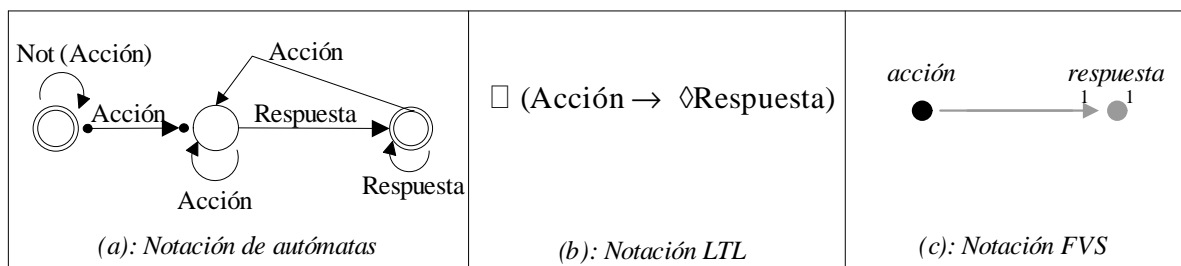 Not (Acción)
Acción
Acción
Respuesta
Acción
Respuesta
(a): Notación de autómatas
□ (Acción → ◊Respuesta)
(b): Notación LTL
acción
respuesta
1
1
(c): Notación FVS